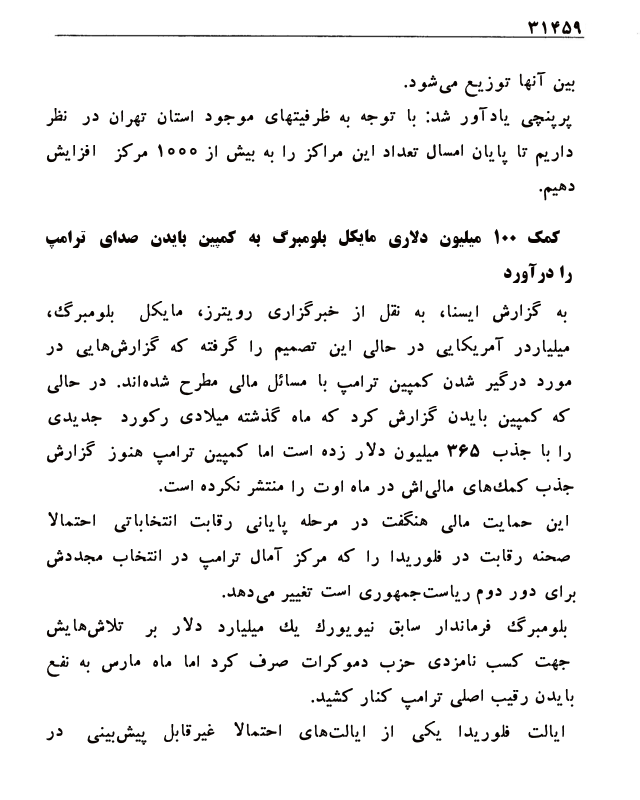 ۳۱۴۵۹
بین آنها توزیع می‌شود.
پرپنچی یادآور شد: با توجه به ظرفیتهای موجود استان تهران در نظر
داریم تا پایان امسال تعداد این مراکز را به بیش از ۱۰۰۰ مرکز افزایش
دهیم.
کمک ۱۰۰ میلیون دلاری مایکل بلومبرگ به کمپین بایدن صدای ترامپ
را درآورد
به گزارش ایسنا، به نقل از خبرگزاری رویترز، مایکل بلومبرگ،
میلیاردر آمریکایی در حالی این تصمیم را گرفته که گزارش‌هایی در
مورد درگیر شدن کمپین ترامپ با مسائل مالی مطرح شده‌اند. در حالی
که کمپین بایدن گزارش کرد که ماه گذشته میلادی رکورد جدیدی
را با جذب ۳۶۵ میلیون دلار زده است اما کمپین ترامپ هنوز گزارش
جذب کمک‌های مالی‌اش در ماه اوت را منتشر نکرده است.
این حمایت مالی هنگفت در مرحله پایانی رقابت انتخاباتی احتمالا
صحنه رقابت در فلوریدا را که مرکز آمال ترامپ در انتخاب مجددش
برای دور دوم ریاست‌جمهوری است تغییر می‌دهد.
بلومبرگ فرماندار سابق نیویورک یک میلیارد دلار بر تلاش‌هایش
جهت کسب نامزدی حزب دموکرات صرف کرد اما ماه مارس به نفع
بایدن رقیب اصلی ترامپ کنار کشید.
ایالت فلوریدا یکی از ایالت‌های احتمالا غیرقابل پیش‌بینی در